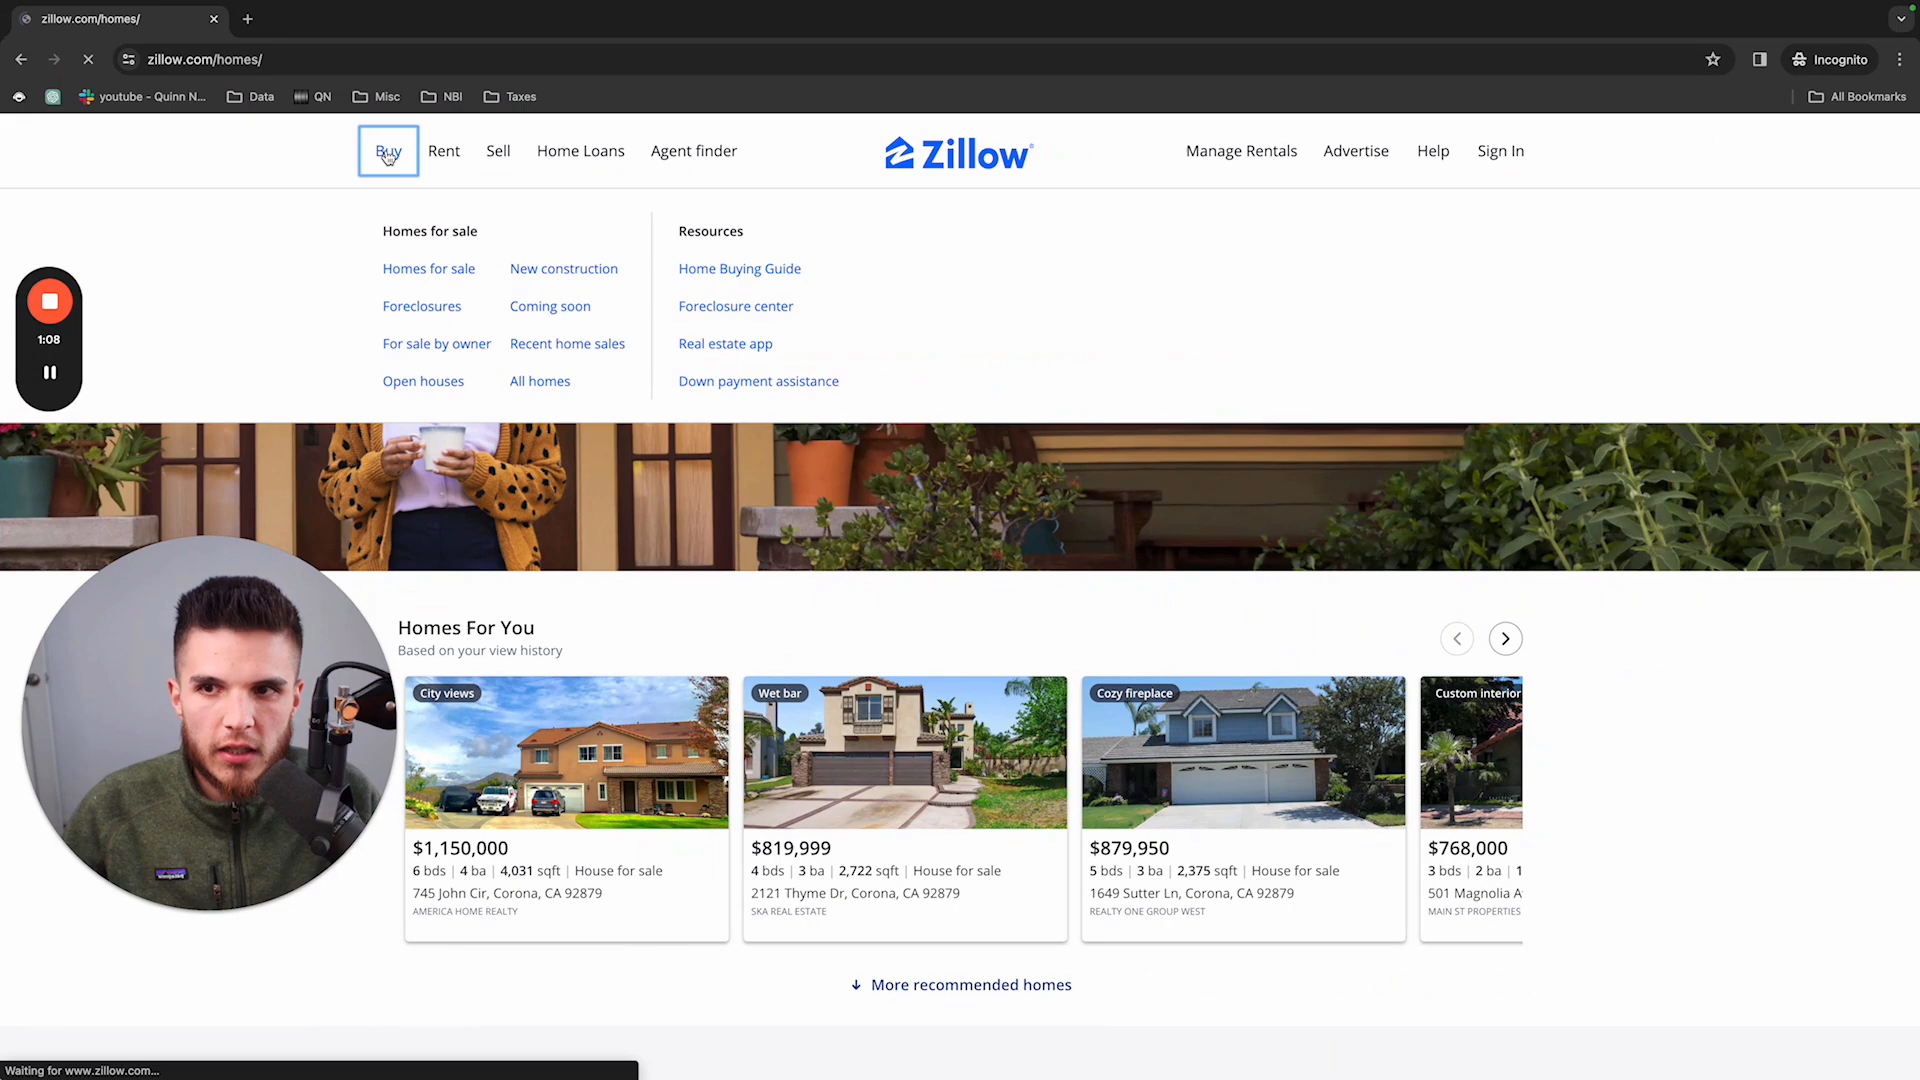 zillow.com/homes/
zillow.com/homes/
Incognito
youtube - Quinn N...
Data
QN
Misc
NBI
Taxes
All Bookmarks
Buy
Rent
Sell
Home Loans
Agent finder
Zillow
Manage Rentals
Advertise
Help
Sign In
Homes for sale
Homes for sale
New construction
Foreclosures
Coming soon
For sale by owner
Recent home sales
Open houses
All homes
Resources
Home Buying Guide
Foreclosure center
Real estate app
Down payment assistance
1:08
Homes For You
Based on your view history
City views
$1,150,000
6 bds | 4 ba | 4,031 sqft | House for sale
745 John Cir, Corona, CA 92879
AMERICA HOME REALTY
Wet bar
$819,999
4 bds | 3 ba | 2,722 sqft | House for sale
2121 Thyme Dr, Corona, CA 92879
SKA REAL ESTATE
Cozy fireplace
$879,950
5 bds | 3 ba | 2,375 sqft | House for sale
1649 Sutter Ln, Corona, CA 92879
REALTY ONE GROUP WEST
Custom interior
$768,000
3 bds | 2 ba | 1
501 Magnolia A
MAIN ST PROPERTIES
More recommended homes
Waiting for www.zillow.com...